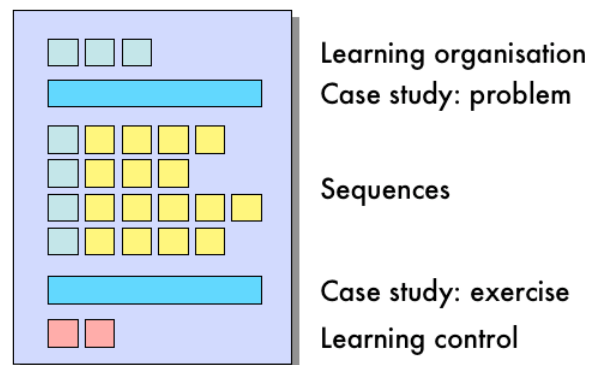 Learning organisation
Case study: problem
Sequences
Case study: exercise
Learning control